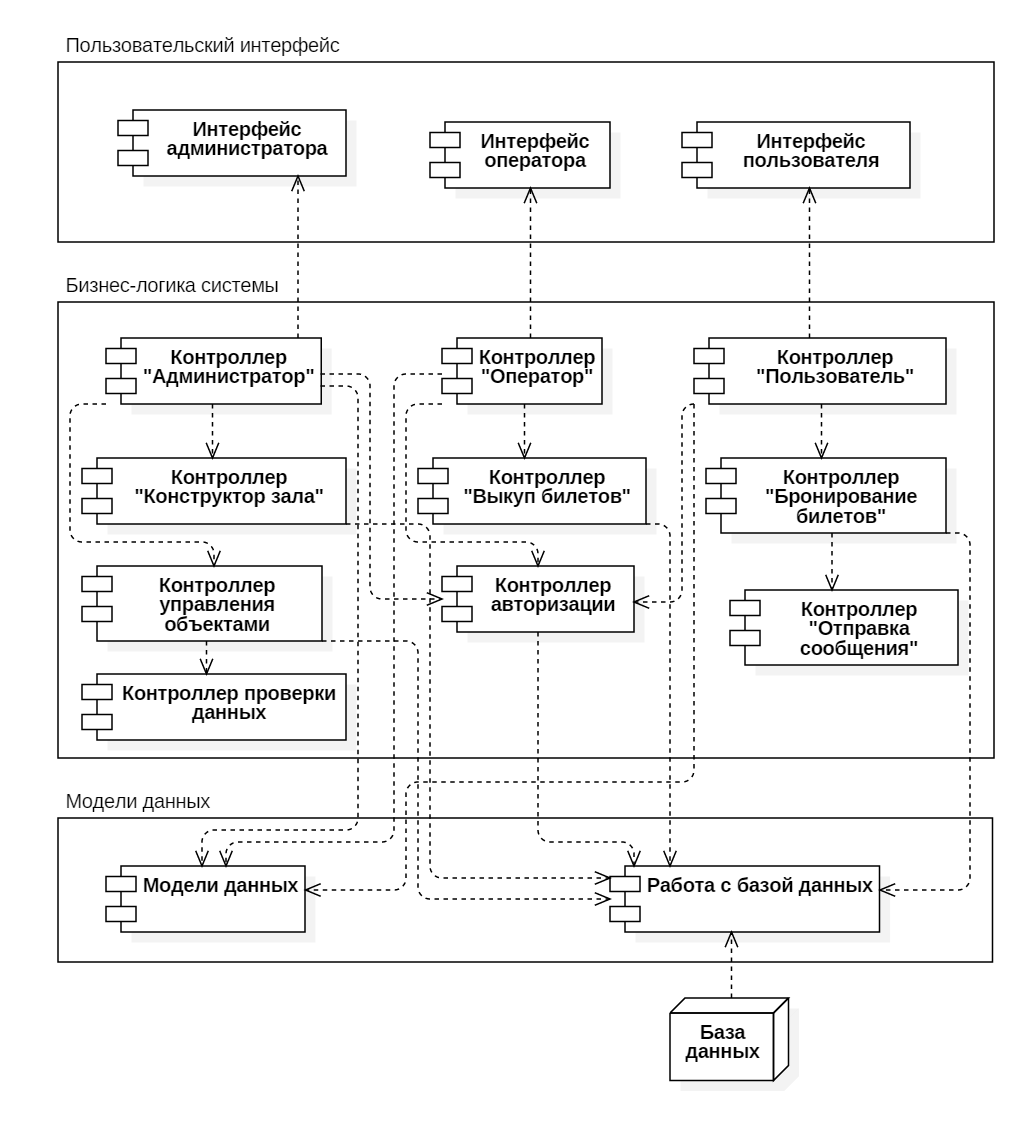 Пользовательский интерфейс
Интерфейс
администратора
Интерфейс
оператора
Интерфейс
пользователя
Бизнес-логика системы
Контроллер
"Администратор"
Контроллер
"Оператор"
Контроллер
"Пользователь"
Контроллер
"Конструктор зала"
Контроллер
"Выкуп билетов"
Контроллер
"Бронирование
билетов"
Контроллер
управления
объектами
Контроллер
авторизации
Контроллер
"Отправка
сообщения"
Контроллер проверки
данных
Модели данных
Модели данных
Работа с базой данных
База
данных